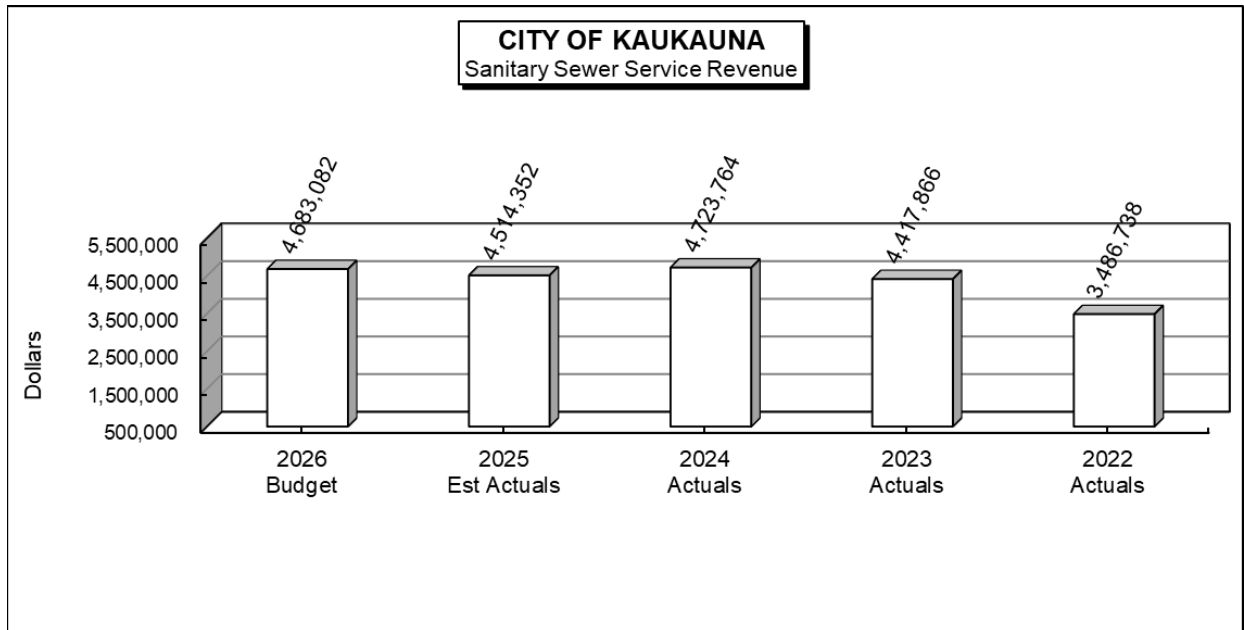 CITY OF KAUKAUNA
Sanitary Sewer Service Revenue
4,683,082
4,514,352
4,723,764
4,417,866
3,486,738
5,500,000
4,500,000
3,500,000
2,500,000
1,500,000
500,000
Dollars
2026
Budget
2025
Est Actuals
2024
Actuals
2023
Actuals
2022
Actuals